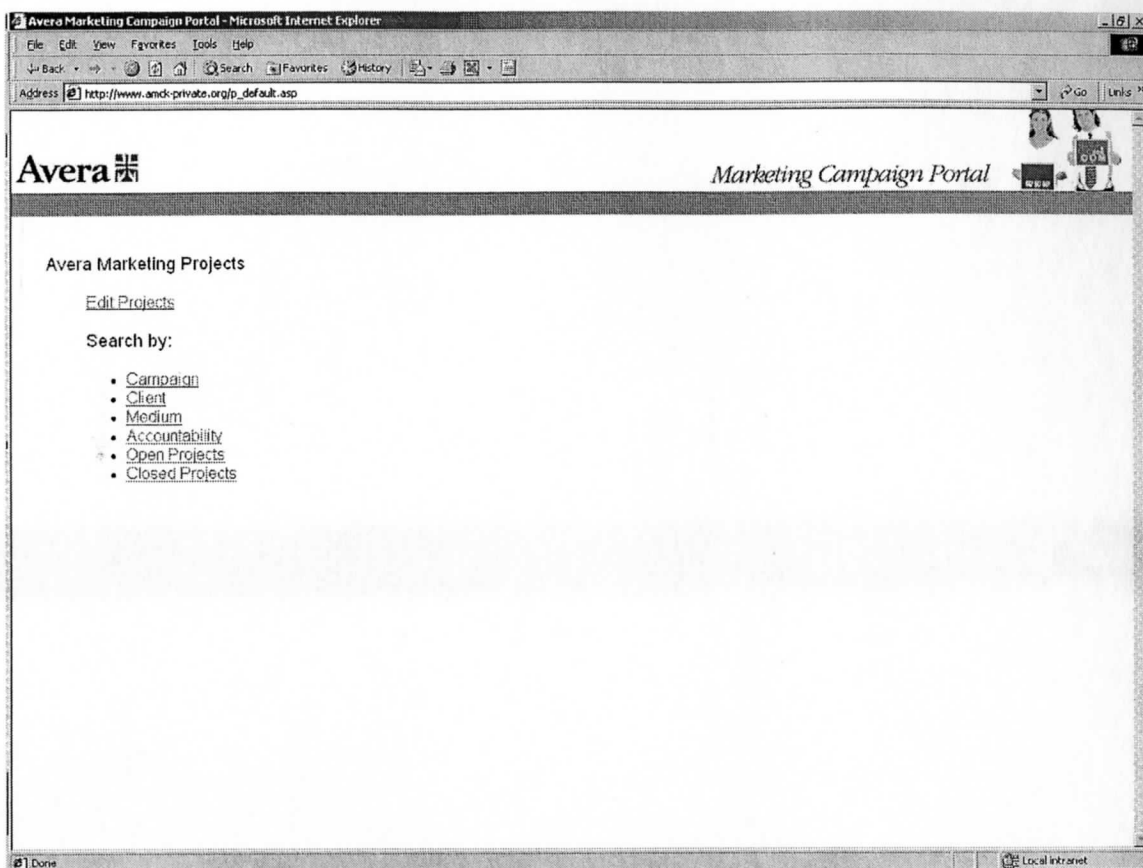 Avera Marketing Campaign Portal - Microsoft Internet Explorer
File Edit View Favorites Tools Help
Back Search Favorites History
Address http://www.amck-private.org/p_default.asp Go Links »
Avera Marketing Campaign Portal
.com
Avera Marketing Projects
Edit Projects
Search by:
• Campaign
• Client
• Medium
• Accountability
• Open Projects
• Closed Projects
Done Local intranet